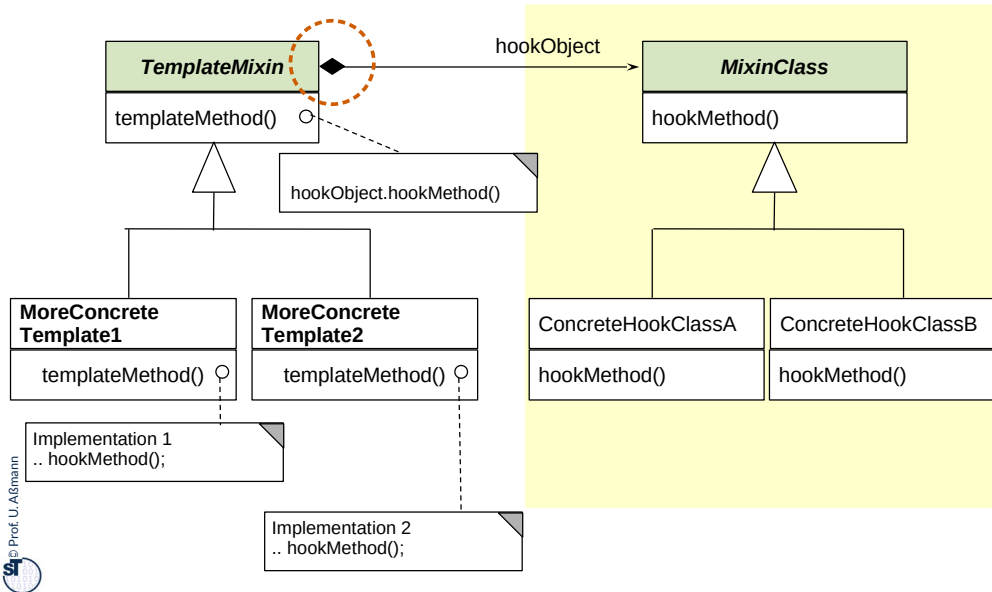 hookObject
TemplateMixin
MixinClass
templateMethod()
hookMethod()
hookObject.hookMethod()
MoreConcrete
Template1
MoreConcrete
Template2
ConcreteHookClassA
ConcreteHookClassB
templateMethod()
templateMethod()
hookMethod()
hookMethod()
Implementation 1
.. hookMethod();
Implementation 2
.. hookMethod();
© Prof. U. Aßmann
ST